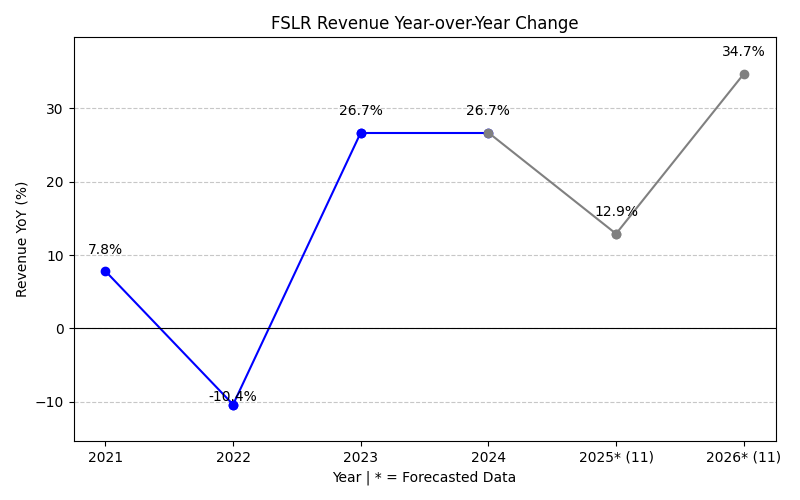 FSLR Revenue Year-over-Year Change
34.7%
26.7%
26.7%
12.9%
7.8%
-10.4%
30
20
10
0
−10
Revenue YoY (%)
2021 2022 2023 2024 2025* (11) 2026* (11)
Year | * = Forecasted Data